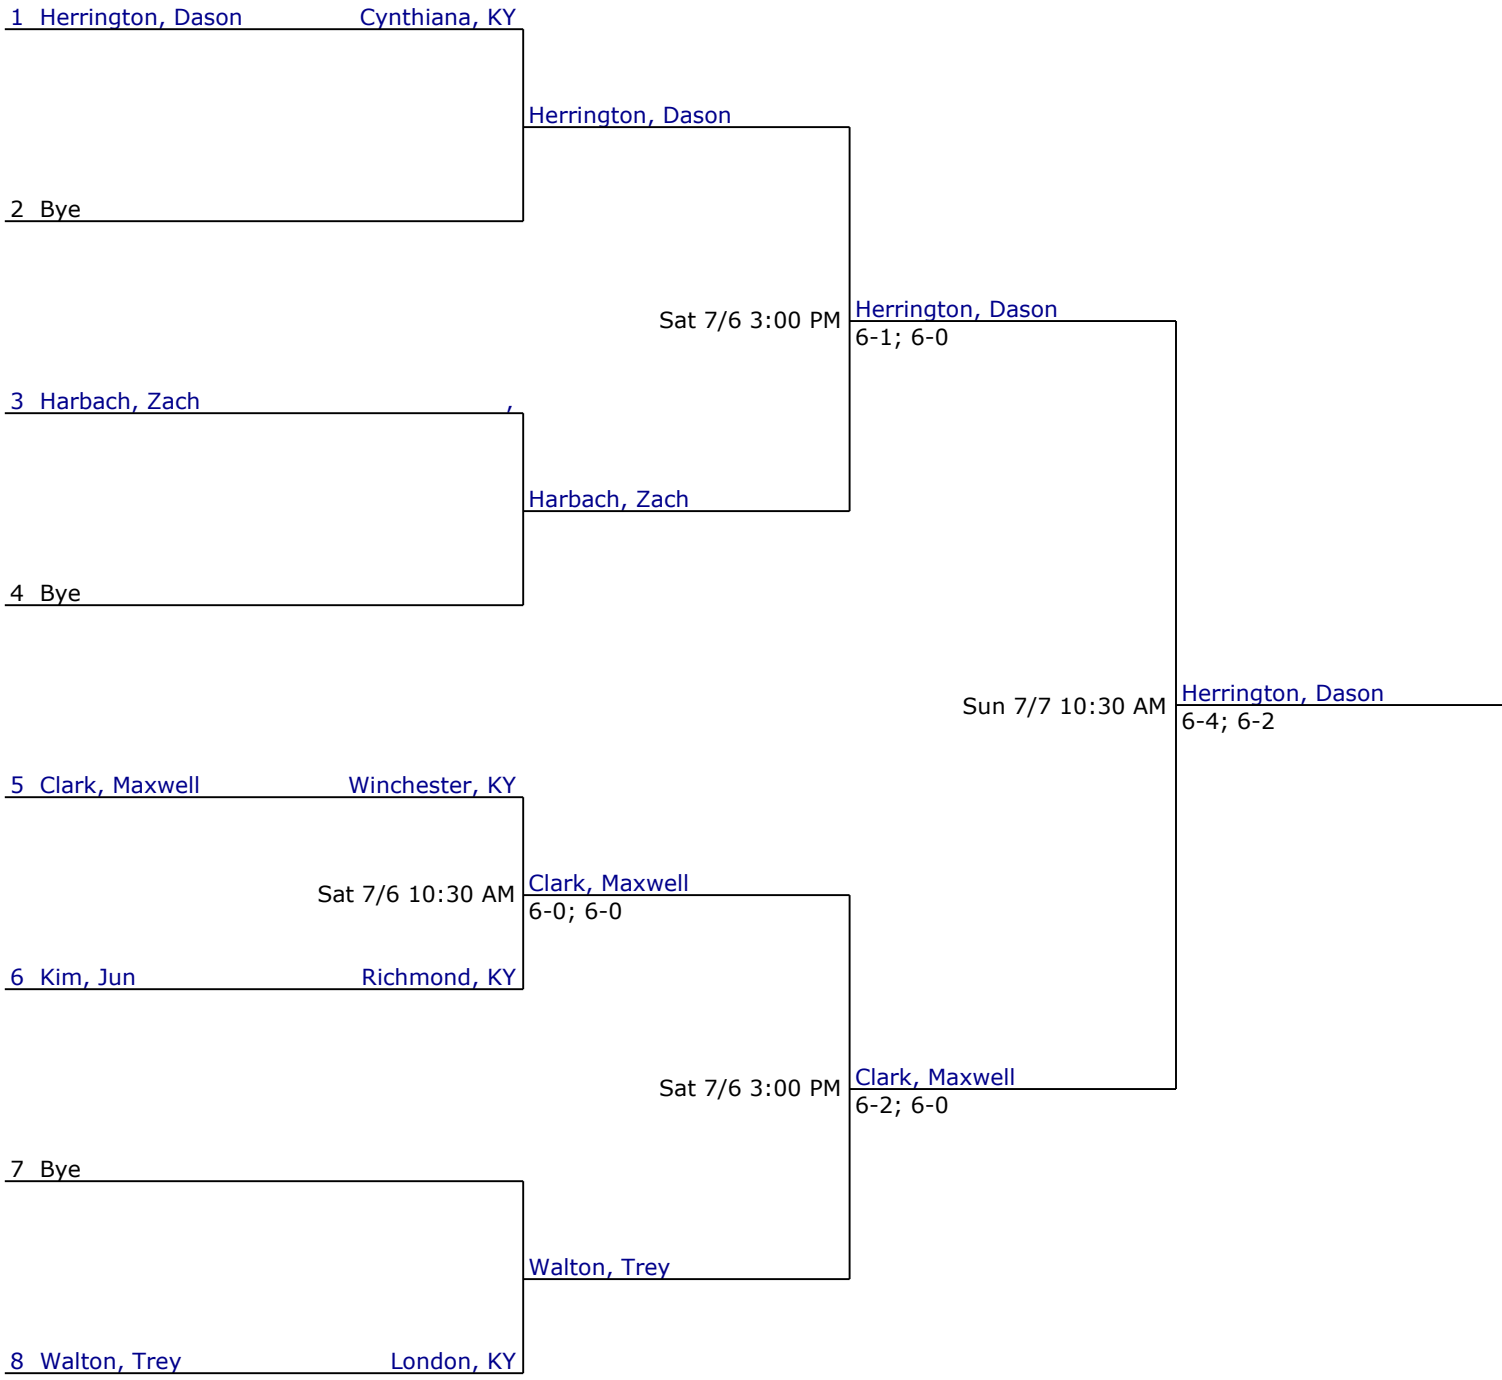 1 Herrington, Dason Cynthiana, KY
Herrington, Dason
2 Bye
Herrington, Dason
Sat 7/6 3:00 PM
6-1; 6-0
3 Harbach, Zach ,
Harbach, Zach
4 Bye
Herrington, Dason
Sun 7/7 10:30 AM
6-4; 6-2
5 Clark, Maxwell Winchester, KY
Clark, Maxwell
Sat 7/6 10:30 AM
6-0; 6-0
6 Kim, Jun Richmond, KY
Clark, Maxwell
Sat 7/6 3:00 PM
6-2; 6-0
7 Bye
Walton, Trey
8 Walton, Trey London, KY